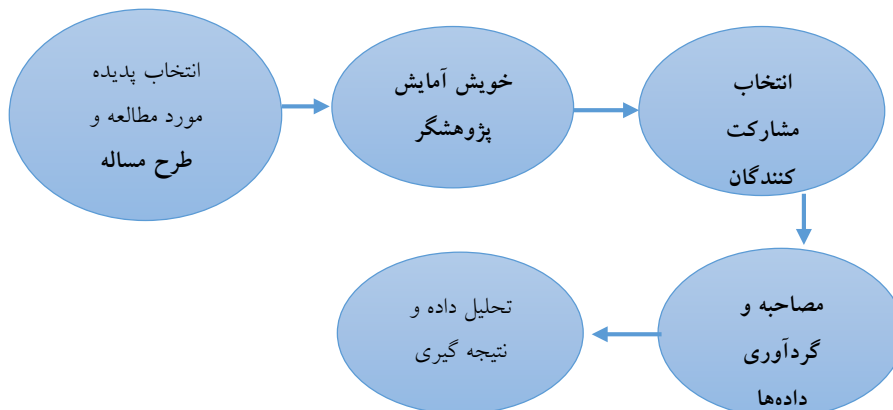 انتخاب پدیده
مورد مطالعه و
طرح مساله
خویش آمایش
پژوهشگر
انتخاب
مشارکت
کنندگان
مصاحبه و
گردآوری
داده‌ها
تحلیل داده و
نتیجه گیری